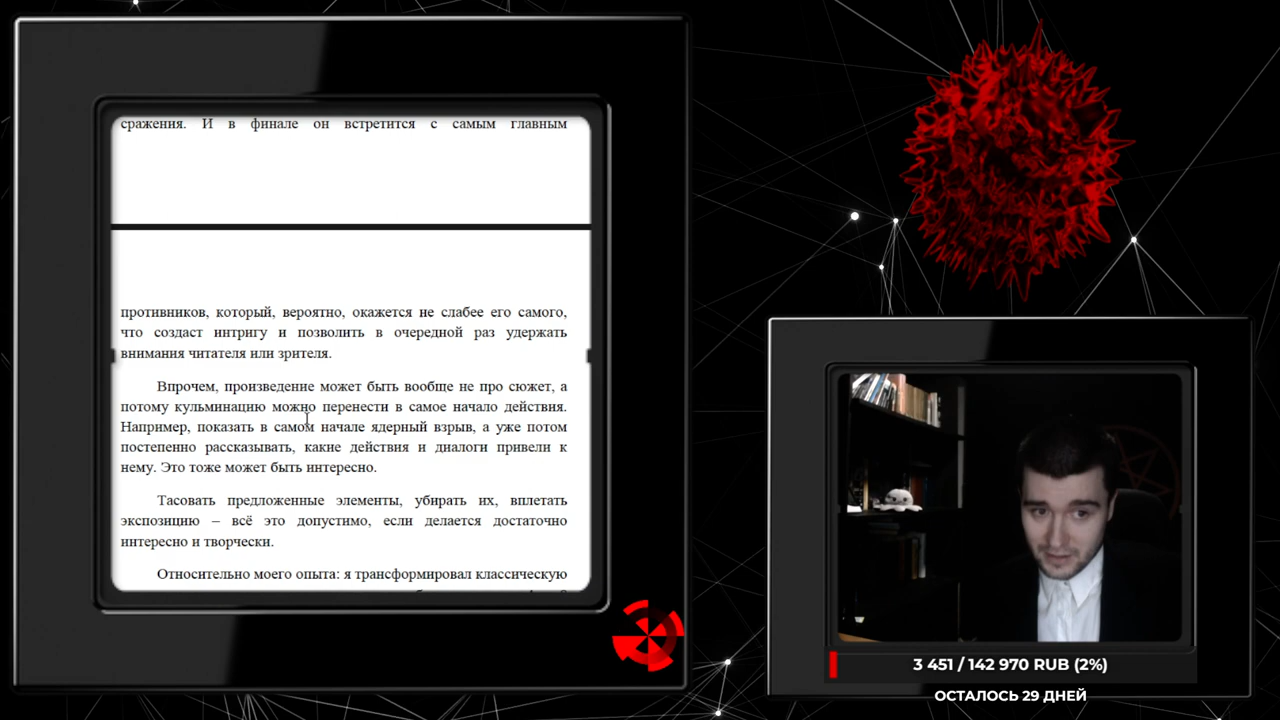 сражения. И в финале он встретится с самым главным
противников, который, вероятно, окажется не слабее его самого,
что создаст интригу и позволить в очередной раз удержать
внимания читателя или зрителя.
Впрочем, произведение может быть вообще не про сюжет, а
потому кульминацию можно перенести в самое начало действия.
Например, показать в самом начале ядерный взрыв, а уже потом
постепенно рассказывать, какие действия и диалоги привели к
нему. Это тоже может быть интересно.
Тасовать предложенные элементы, убирать их, вплетать
экспозицию – всё это допустимо, если делается достаточно
интересно и творчески.
Относительно моего опыта: я трансформировал классическую
3 451 / 142 970 RUB (2%)
ОСТАЛОСЬ 29 ДНЕЙ